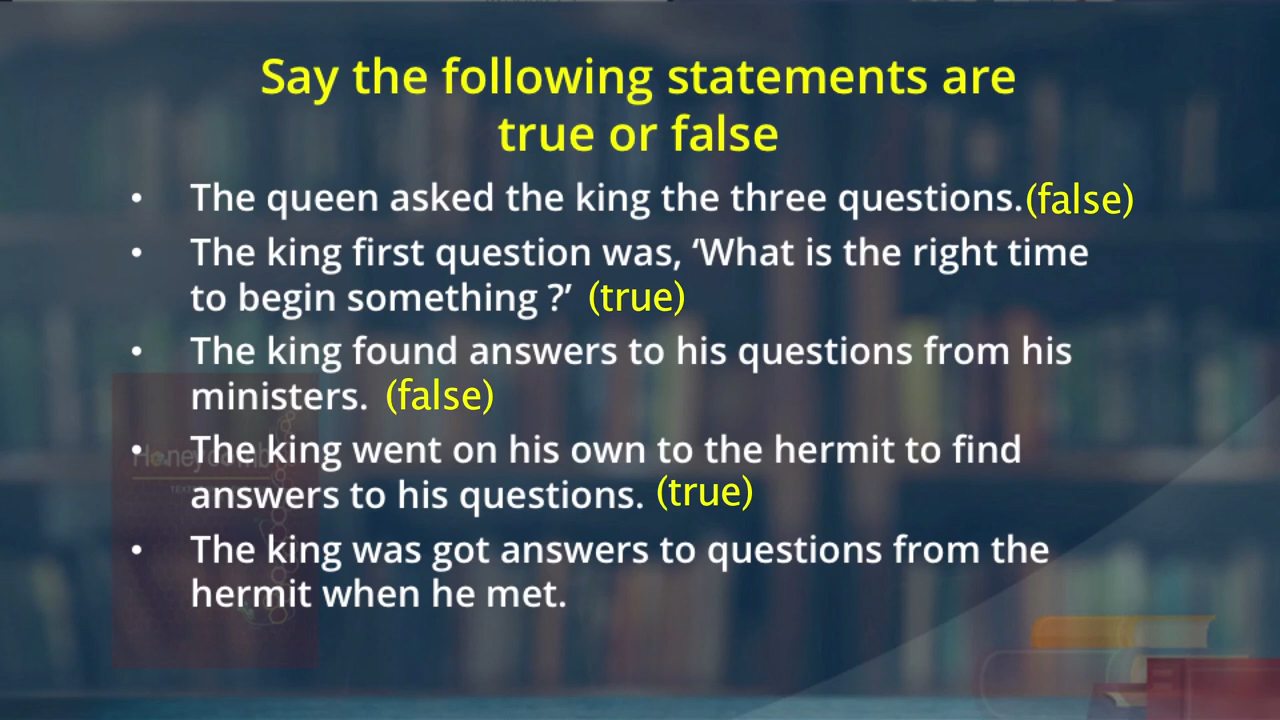 Say the following statements are
true or false
• The queen asked the king the three questions.(false)
• The king first question was, ‘What is the right time
to begin something ?’ (true)
• The king found answers to his questions from his
ministers. (false)
• The king went on his own to the hermit to find
answers to his questions. (true)
• The king was got answers to questions from the
hermit when he met.
Honeycomb